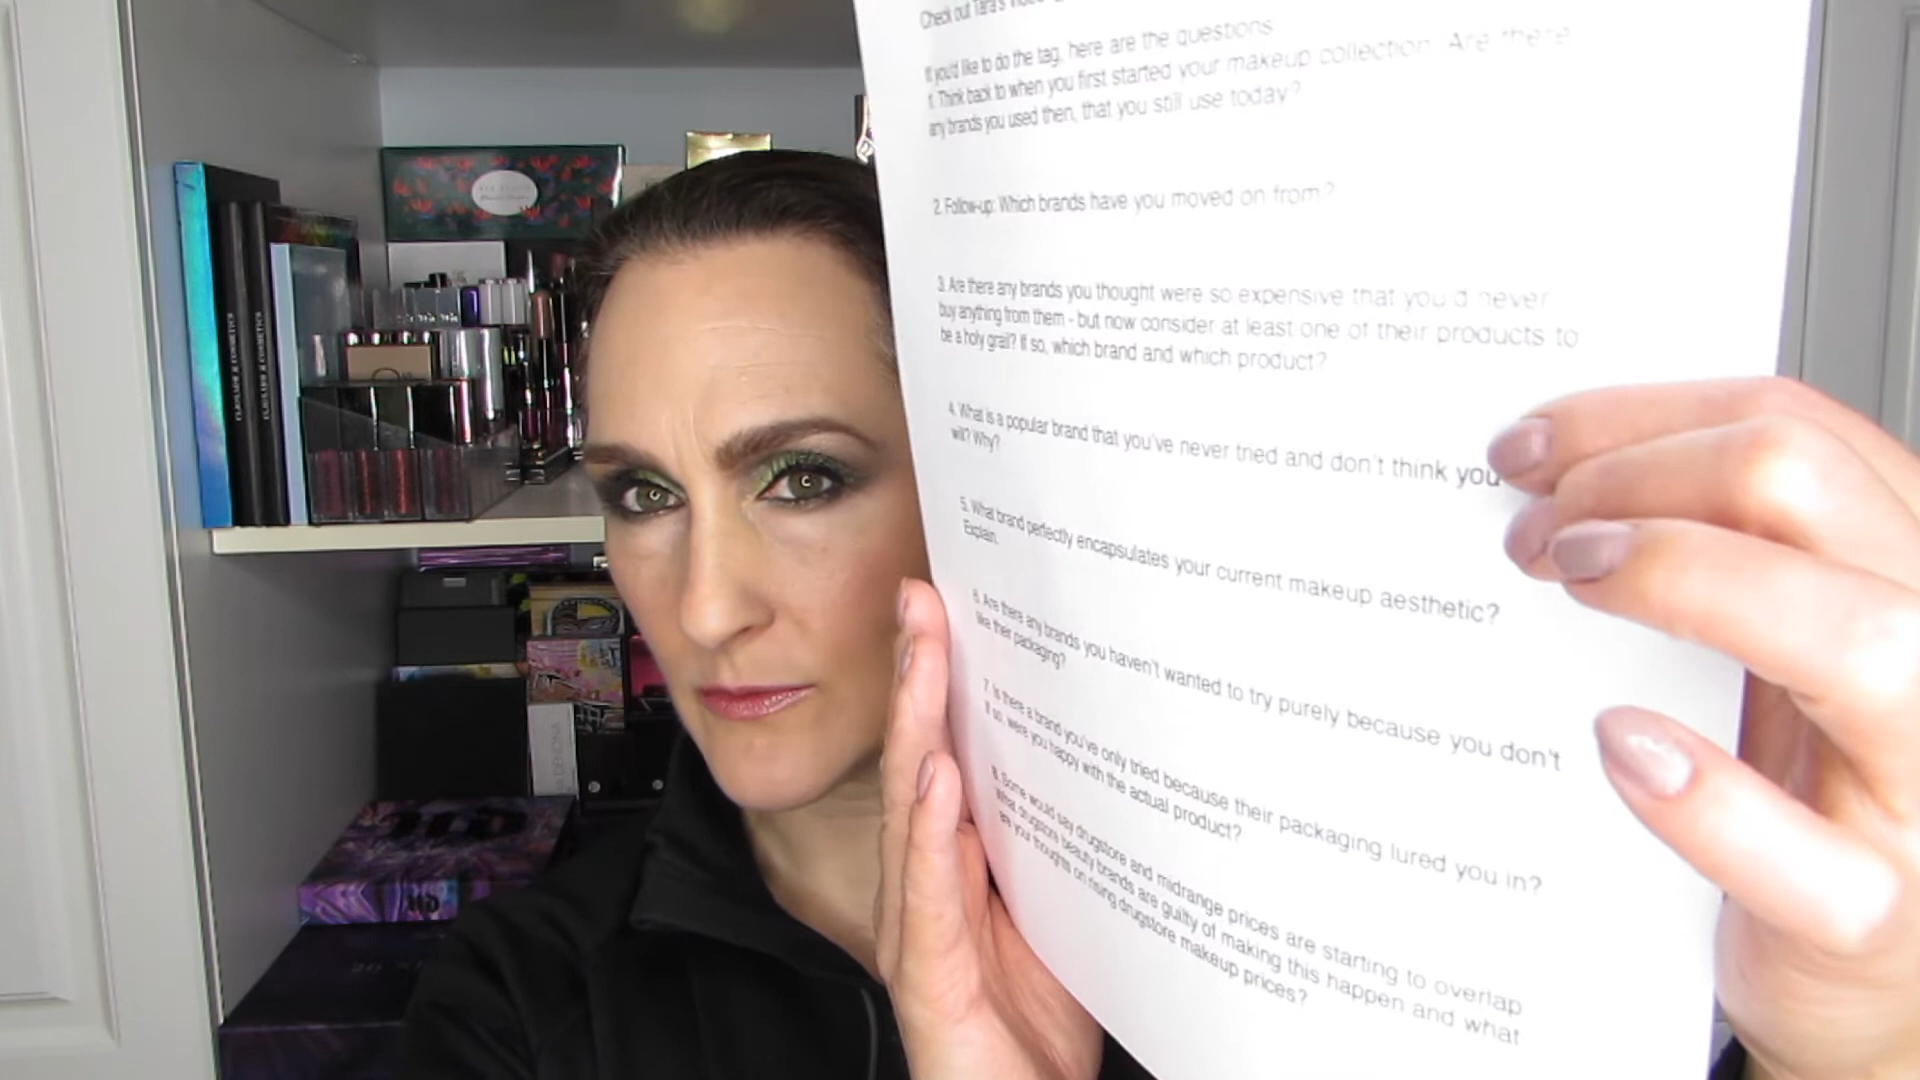 Check out Tara's
If you'd like to do the tag, here are the questions
1. Think back to when you first started your makeup collection. Are there
any brands you used then, that you still use today?
2. Follow-up: Which brands have you moved on from?
3. Are there any brands you thought were so expensive that you'd never
buy anything from them - but now consider at least one of their products to
be a holy grail? If so, which brand and which product?
4. What is a popular brand that you've never tried and don't think you
will? Why?
5. What brand perfectly encapsulates your current makeup aesthetic?
Explain.
6. Are there any brands you haven't wanted to try purely because you don't
like their packaging?
7. Is there a brand you've only tried because their packaging lured you in?
If so, were you happy with the actual product?
8. Some would say drugstore and midrange prices are starting to overlap
What drugstore beauty brands are guilty of making this happen and what
are your thoughts on rising drugstore makeup prices?
UD
UD